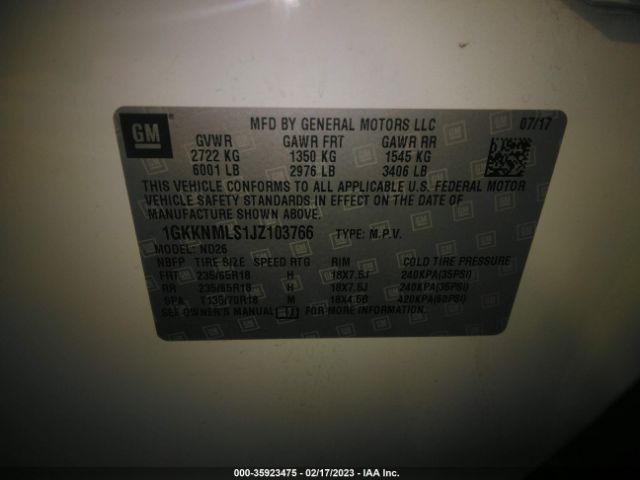 GM
MFD BY GENERAL MOTORS LLC 07/17
GVWR GAWR FRT GAWR RR
2722 KG 1350 KG 1545 KG
6001 LB 2976 LB 3406 LB
THIS VEHICLE CONFORMS TO ALL APPLICABLE U.S. FEDERAL MOTOR
VEHICLE SAFETY STANDARDS IN EFFECT ON THE DATE OF
MANUFACTURE SHOWN ABOVE.
1GKKNMLS1JZ103766 TYPE: M.P.V.
MODEL: ND26
NBFP TIRE SIZE SPEED RTG RIM COLD TIRE PRESSURE
FRT 235/65R18 H 18X7.5J 240KPA(35PSI)
RR 235/65R18 H 18X7.5J 240KPA(35PSI)
SPA T135/70R18 M 18X4.5B 420KPA(60PSI)
SEE OWNER'S MANUAL
000-35923475 - 02/17/2023 - IAA Inc.